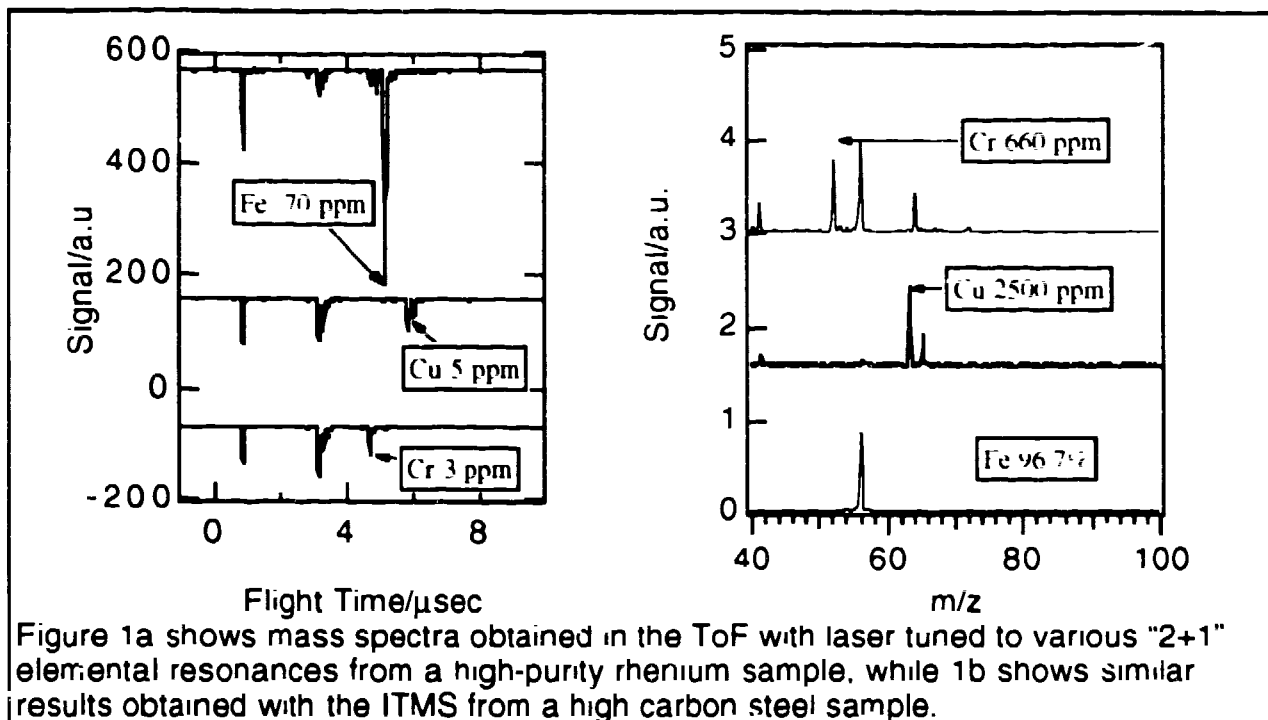 600
400
200
0
-200
Signal/a.u
Fe 70 ppm
Cu 5 ppm
Cr 3 ppm
0 4 8
Flight Time/µsec
5
4
3
2
1
0
Signal/a.u.
Cr 660 ppm
Cu 2500 ppm
Fe 96.7%
40 60 80 100
m/z
Figure 1a shows mass spectra obtained in the ToF with laser tuned to various "2+1"
elemental resonances from a high-purity rhenium sample, while 1b shows similar
results obtained with the ITMS from a high carbon steel sample.